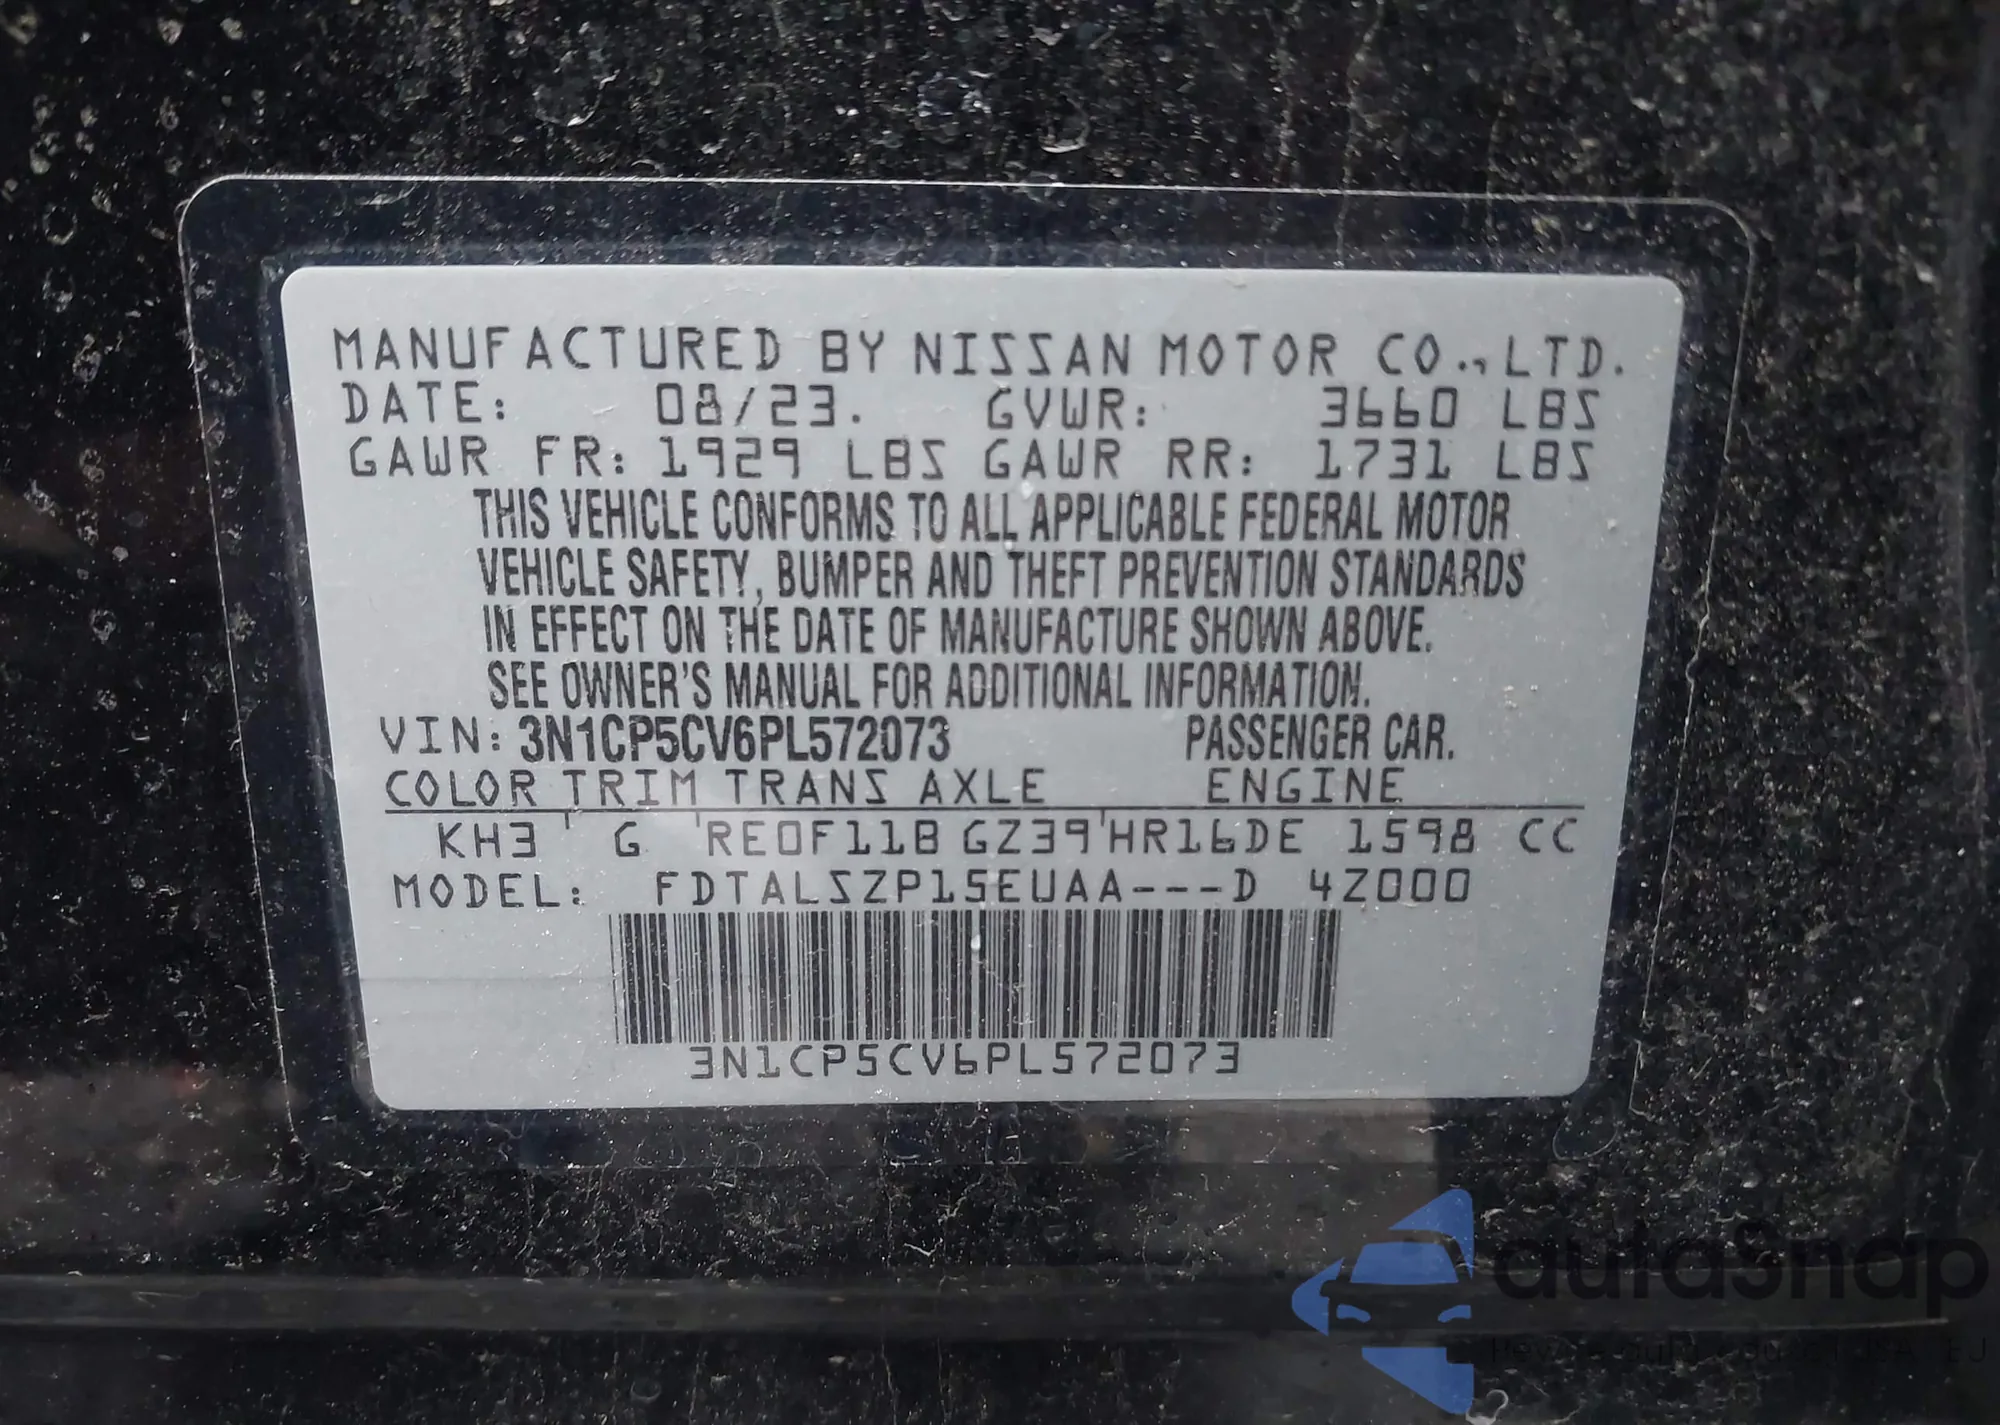 MANUFACTURED BY NISSAN MOTOR CO., LTD.
DATE: 08/23. GVWR: 3660 LBS
GAWR FR: 1929 LBS GAWR RR: 1731 LBS
THIS VEHICLE CONFORMS TO ALL APPLICABLE FEDERAL MOTOR
VEHICLE SAFETY, BUMPER AND THEFT PREVENTION STANDARDS
IN EFFECT ON THE DATE OF MANUFACTURE SHOWN ABOVE.
SEE OWNER'S MANUAL FOR ADDITIONAL INFORMATION.
VIN: 3N1CP5CV6PL572073 PASSENGER CAR.
COLOR TRIM TRANS AXLE ENGINE
KH3 ' G 'RE0F11B GZ39'HR16DE 1598 CC
MODEL: FDTALSZP15EUAA---D 4Z000
3N1CP5CV6PL572073
autaSnap